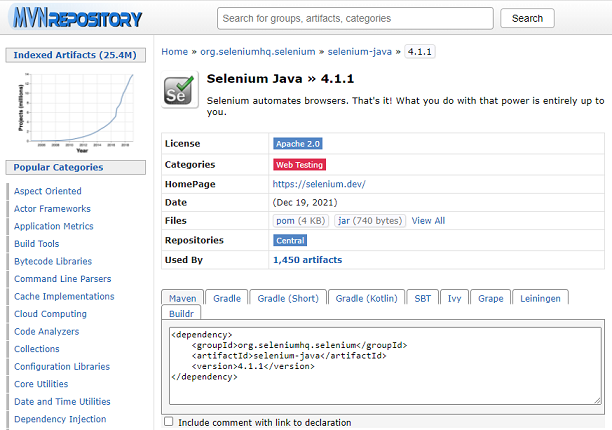 MVNREPOSITORY
Search for groups, artifacts, categories
Search
Indexed Artifacts (25.4M)
Projects (millions)
Year
Popular Categories
Aspect Oriented
Actor Frameworks
Application Metrics
Build Tools
Bytecode Libraries
Command Line Parsers
Cache Implementations
Cloud Computing
Code Analyzers
Collections
Configuration Libraries
Core Utilities
Date and Time Utilities
Dependency Injection
Home » org.seleniumhq.selenium » selenium-java » 4.1.1
Se
Selenium Java » 4.1.1
Selenium automates browsers. That's it! What you do with that power is entirely up to
you.
License Apache 2.0
Categories Web Testing
HomePage https://selenium.dev/
Date (Dec 19, 2021)
Files pom (4 KB) jar (740 bytes) View All
Repositories Central
Used By 1,450 artifacts
Maven Gradle Gradle (Short) Gradle (Kotlin) SBT Ivy Grape Leiningen
Buildr
<dependency>
<groupId>org.seleniumhq.selenium</groupId>
<artifactId>selenium-java</artifactId>
<version>4.1.1</version>
</dependency>
Include comment with link to declaration